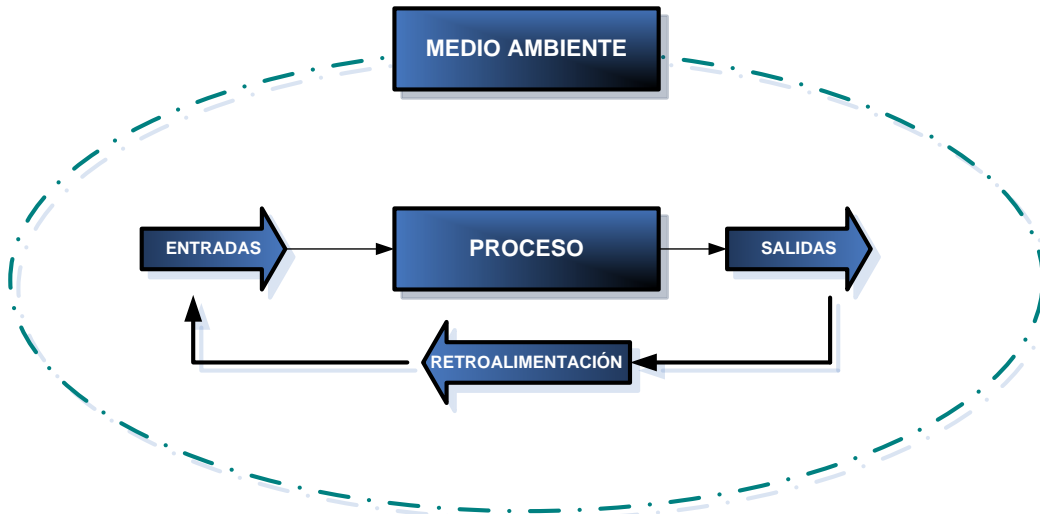 MEDIO AMBIENTE
ENTRADAS
PROCESO
SALIDAS
RETROALIMENTACIÓN